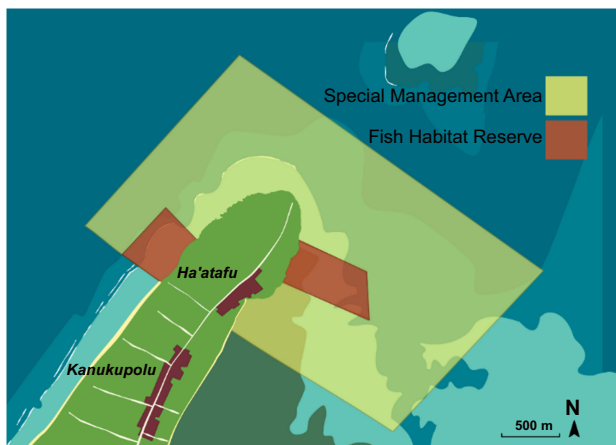 Special Management Area
Fish Habitat Reserve
Ha'atafu
Kanukupolu
N
500 m